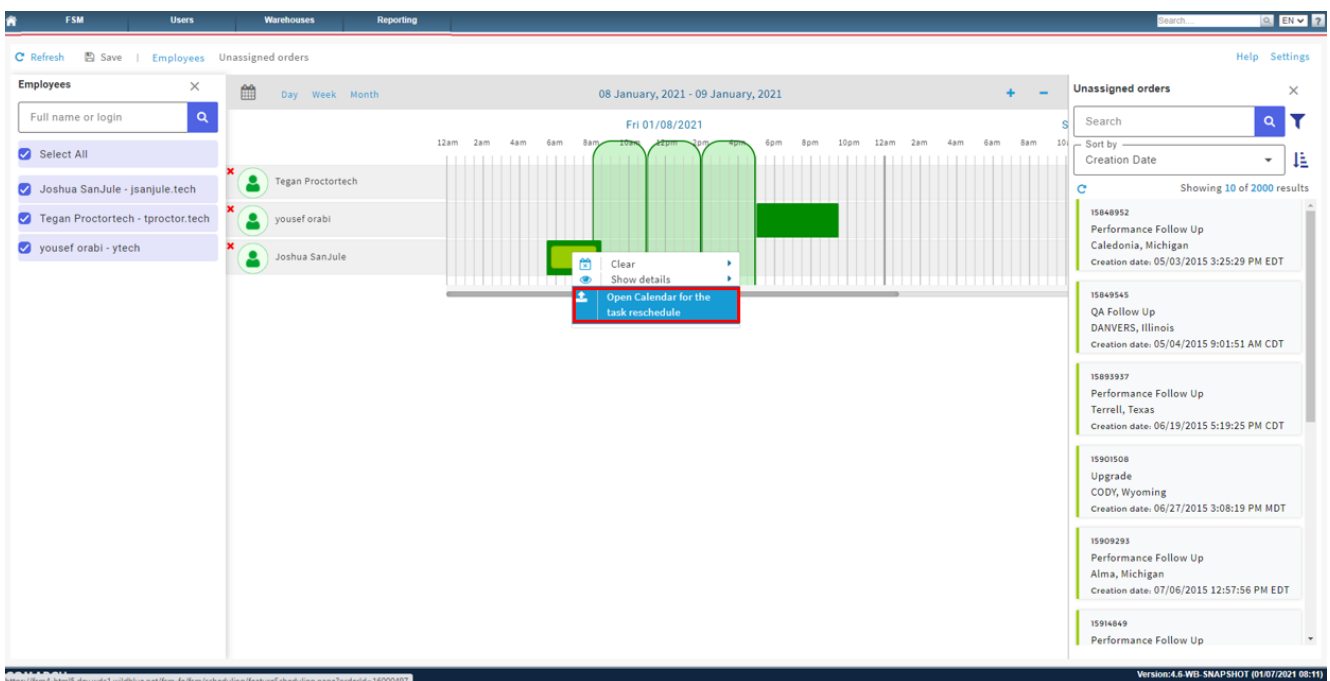 FSM Users Warehouses Reporting Search.... EN ?
Refresh Save | Employees Unassigned orders Help Settings
Employees
Full name or login
Select All
Joshua SanJule - jsanjule.tech
Tegan Proctortech - tproctor.tech
yousef orabi - ytech
Day Week Month 08 January, 2021 - 09 January, 2021 + -
Fri 01/08/2021 S
12am 2am 4am 6am 8am 10am 12pm 2pm 4pm 6pm 8pm 10pm 12am 2am 4am 6am 8am 10
Tegan Proctortech
yousef orabi
Joshua SanJule
Clear
Show details
Open Calendar for the
task reschedule
Unassigned orders
Search
Sort by
Creation Date
Showing 10 of 2000 results
15848952
Performance Follow Up
Caledonia, Michigan
Creation date: 05/03/2015 3:25:29 PM EDT
15849545
QA Follow Up
DANVERS, Illinois
Creation date: 05/04/2015 9:01:51 AM CDT
15893937
Performance Follow Up
Terrell, Texas
Creation date: 06/19/2015 5:19:25 PM CDT
15901508
Upgrade
CODY, Wyoming
Creation date: 06/27/2015 3:08:19 PM MDT
15909293
Performance Follow Up
Alma, Michigan
Creation date: 07/06/2015 12:57:56 PM EDT
15914849
Performance Follow Up
Version:4.6-WB-SNAPSHOT (01/07/2021 08:11)